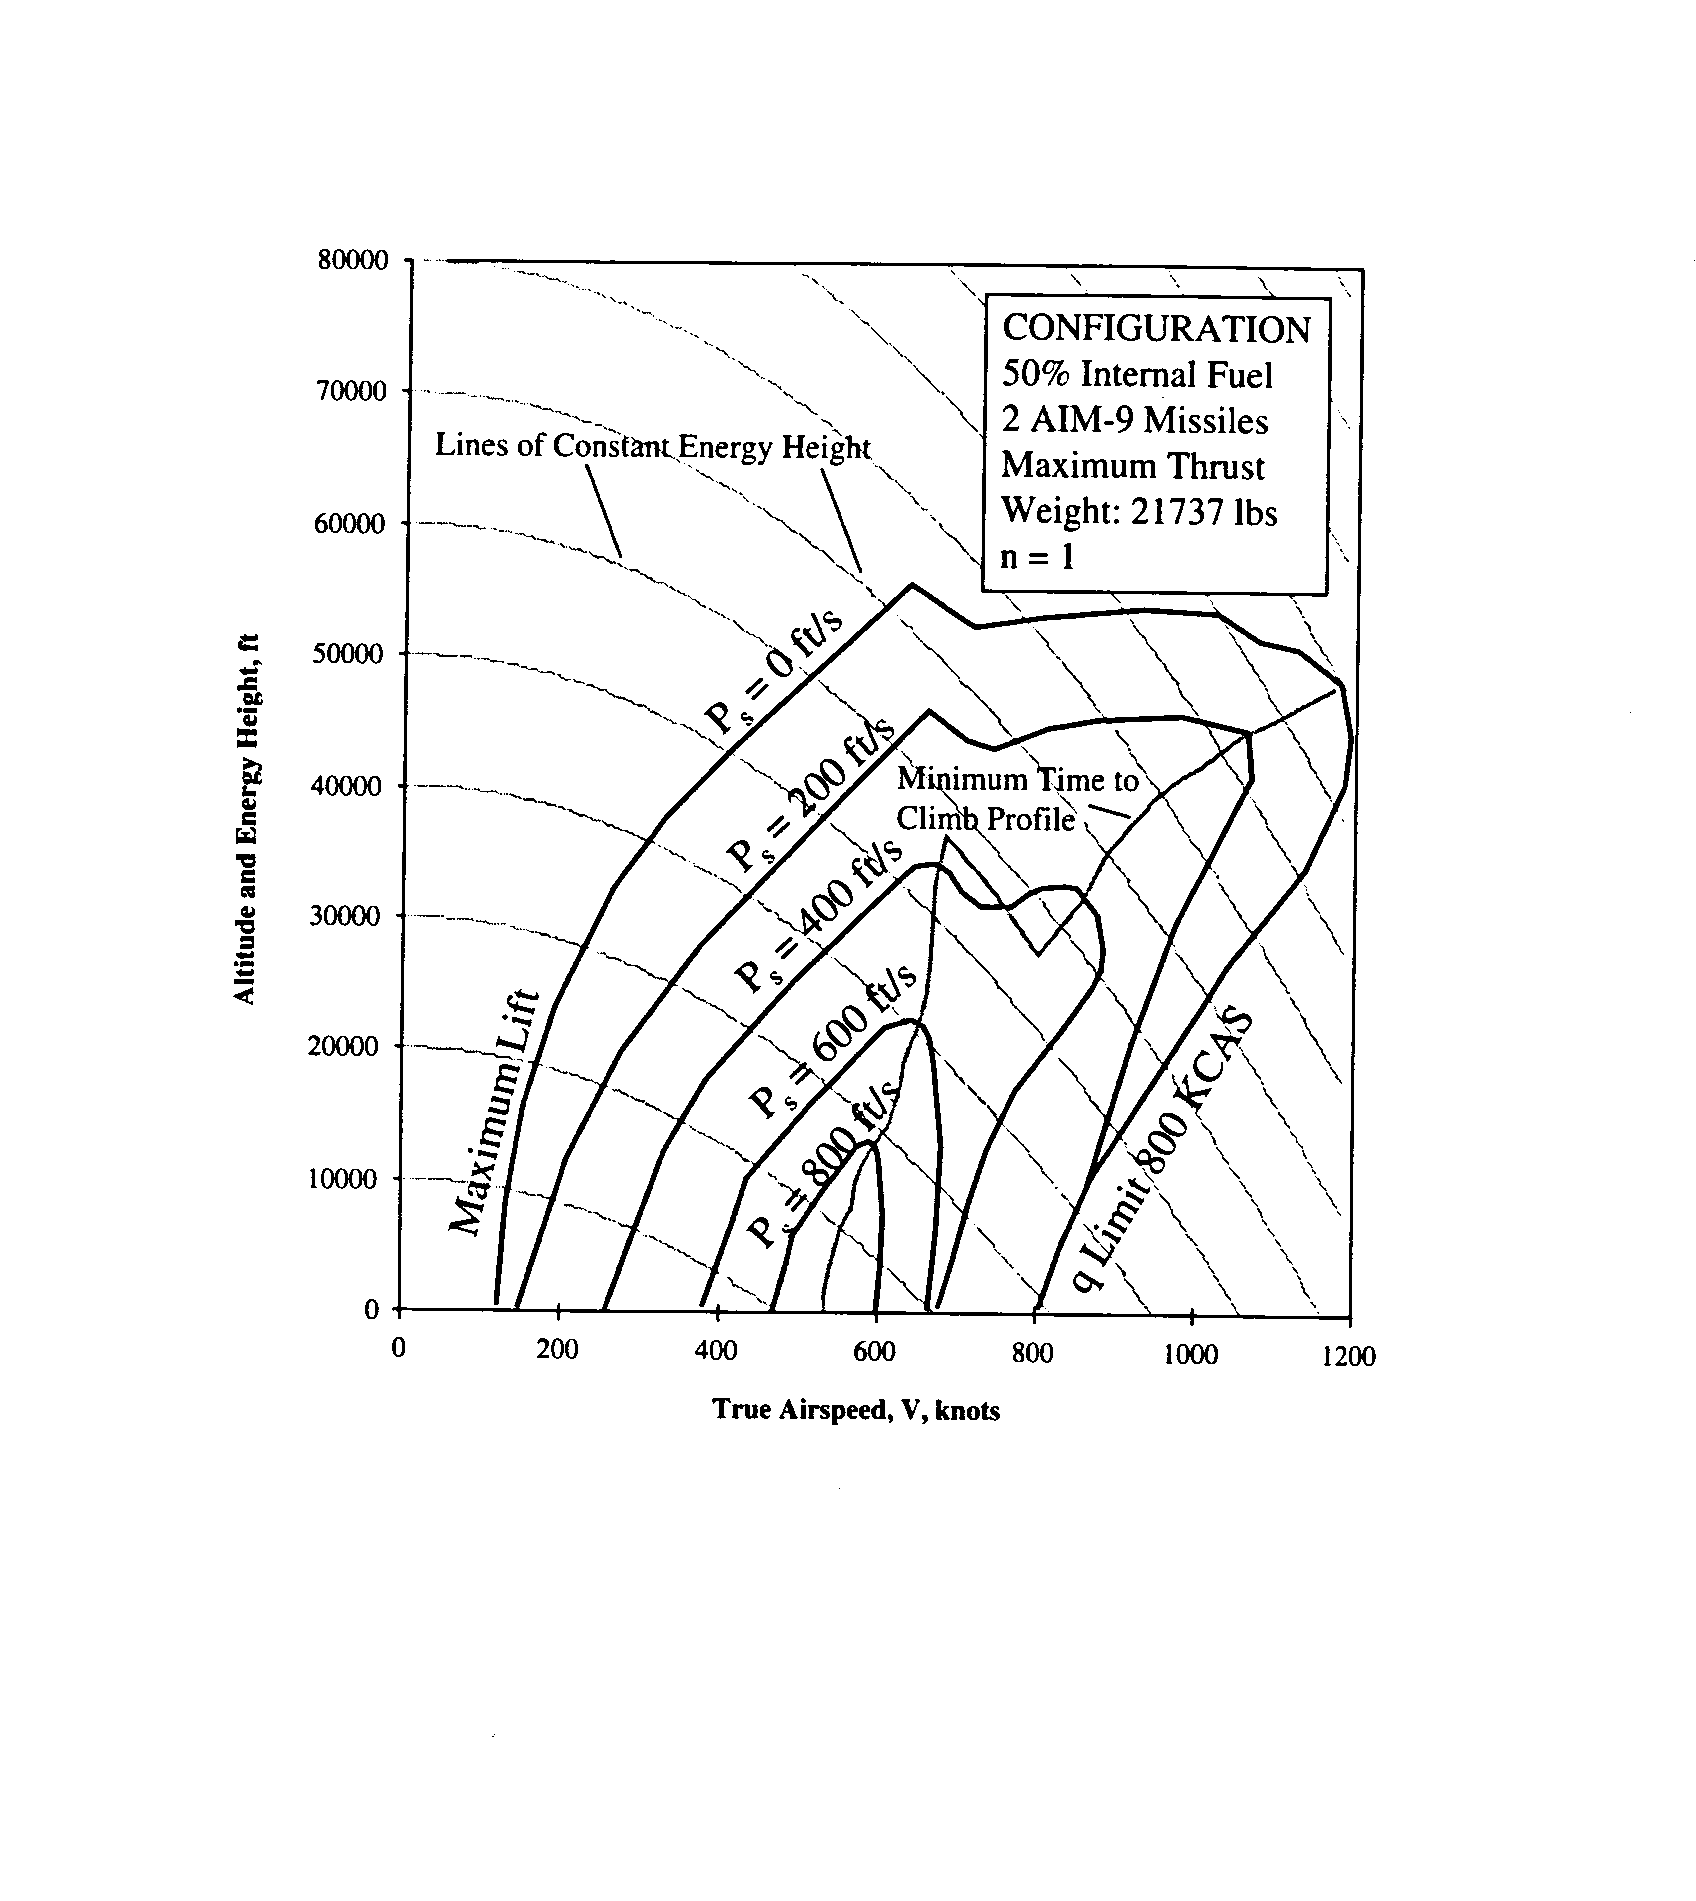 80000
70000
60000
50000
40000
30000
20000
10000
0
Altitude and Energy Height, ft
CONFIGURATION
50% Internal Fuel
2 AIM-9 Missiles
Maximum Thrust
Weight: 21737 lbs
n = 1
Lines of Constant Energy Height
Ps = 0 ft/s
Ps = 200 ft/s
Minimum Time to
Climb Profile
Ps = 400 ft/s
Ps = 600 ft/s
Ps = 800 ft/s
Maximum Lift
q Limit 800 KCAS
0 200 400 600 800 1000 1200
True Airspeed, V, knots